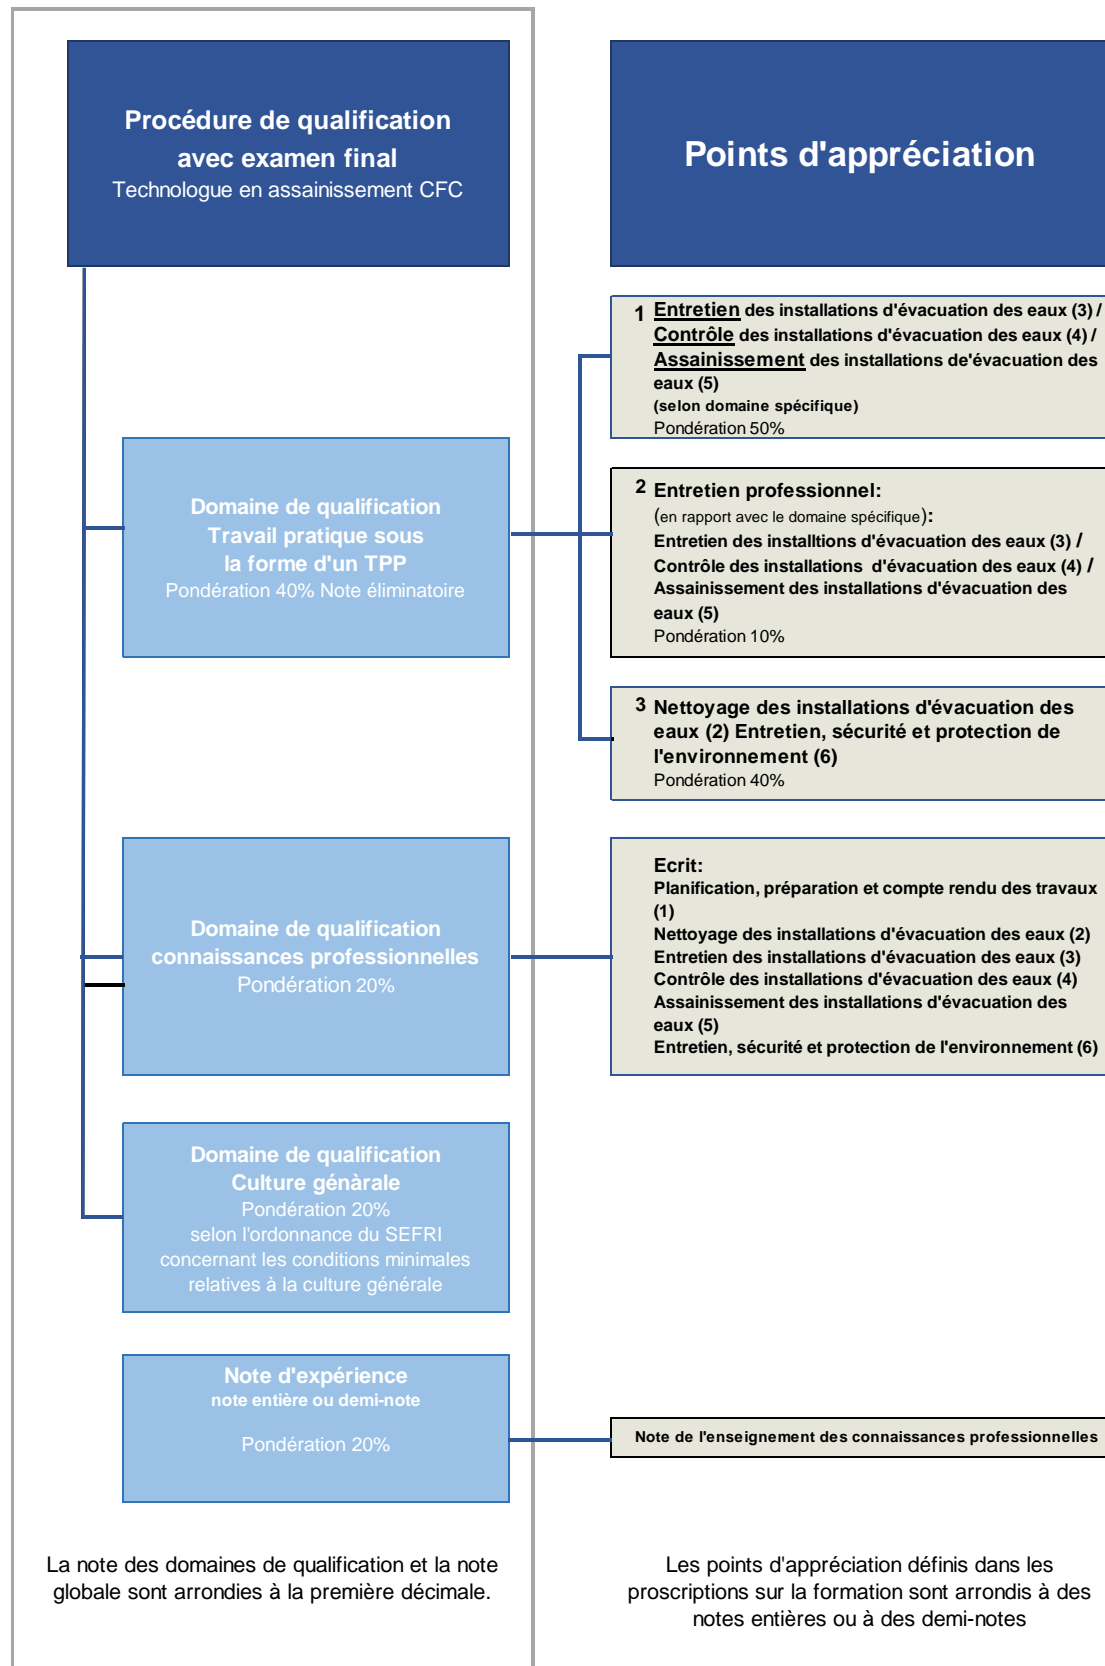 Procédure de qualification
avec examen final
Technologue en assainissement CFC
Points d'appréciation
1 Entretien des installations d'évacuation des eaux (3) /
Contrôle des installations d'évacuation des eaux (4) /
Assainissement des installations de'évacuation des
eaux (5)
(selon domaine spécifique)
Pondération 50%
Domaine de qualification
Travail pratique sous
la forme d'un TPP
Pondération 40% Note éliminatoire
2 Entretien professionnel:
(en rapport avec le domaine spécifique):
Entretien des installtions d'évacuation des eaux (3) /
Contrôle des installations d'évacuation des eaux (4) /
Assainissement des installations d'évacuation des
eaux (5)
Pondération 10%
3 Nettoyage des installations d'évacuation des
eaux (2) Entretien, sécurité et protection de
l'environnement (6)
Pondération 40%
Domaine de qualification
connaissances professionnelles
Pondération 20%
Ecrit:
Planification, préparation et compte rendu des travaux
(1)
Nettoyage des installations d'évacuation des eaux (2)
Entretien des installations d'évacuation des eaux (3)
Contrôle des installations d'évacuation des eaux (4)
Assainissement des installations d'évacuation des
eaux (5)
Entretien, sécurité et protection de l'environnement (6)
Domaine de qualification
Culture génàrale
Pondération 20%
selon l'ordonnance du SEFRI
concernant les conditions minimales
relatives à la culture générale
Note d'expérience
note entière ou demi-note
Pondération 20%
Note de l'enseignement des connaissances professionnelles
La note des domaines de qualification et la note
globale sont arrondies à la première décimale.
Les points d'appréciation définis dans les
proscriptions sur la formation sont arrondis à des
notes entières ou à des demi-notes